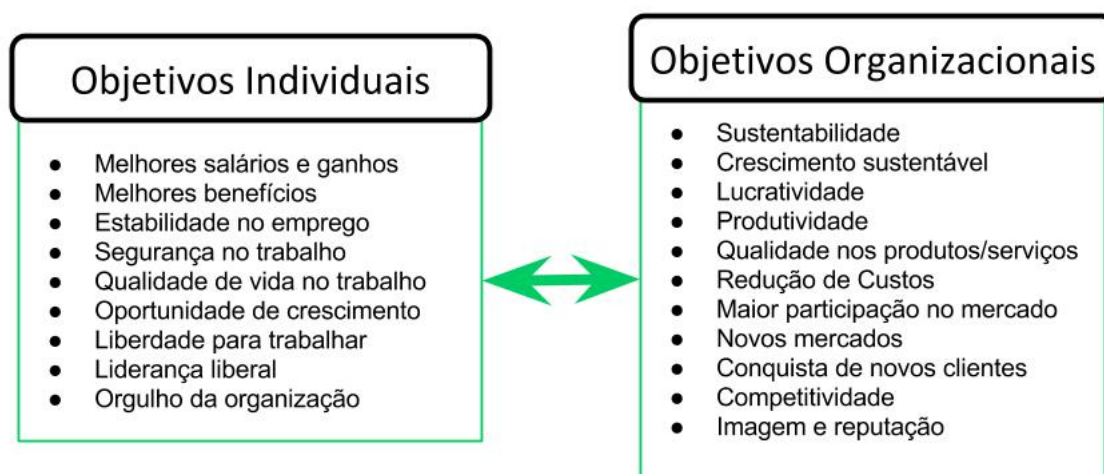 Objetivos Individuais
Melhores salários e ganhos
Melhores benefícios
Estabilidade no emprego
Segurança no trabalho
Qualidade de vida no trabalho
Oportunidade de crescimento
Liberdade para trabalhar
Liderança liberal
Orgulho da organização
Objetivos Organizacionais
Sustentabilidade
Crescimento sustentável
Lucratividade
Produtividade
Qualidade nos produtos/serviços
Redução de Custos
Maior participação no mercado
Novos mercados
Conquista de novos clientes
Competitividade
Imagem e reputação